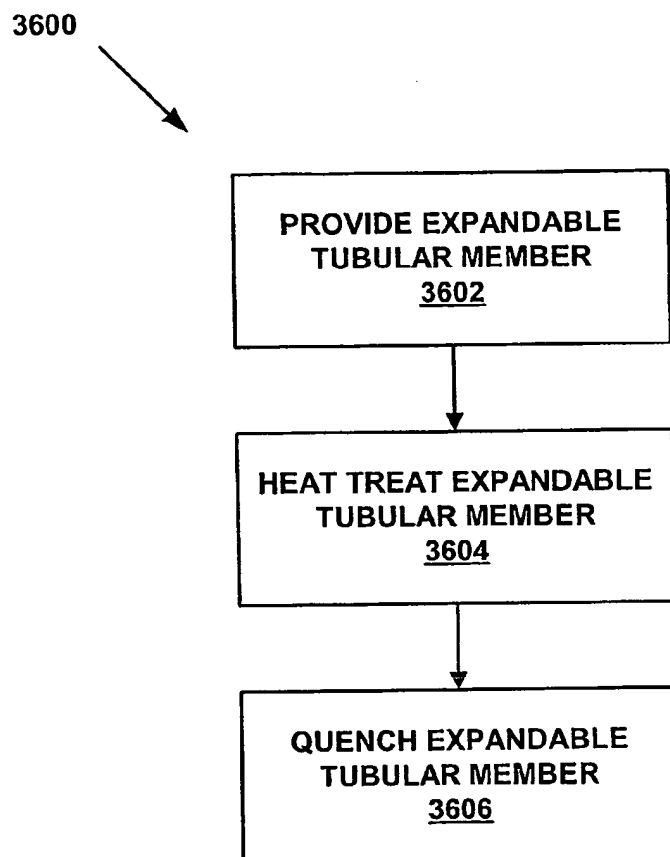 3600
PROVIDE EXPANDABLE
TUBULAR MEMBER
3602
HEAT TREAT EXPANDABLE
TUBULAR MEMBER
3604
QUENCH EXPANDABLE
TUBULAR MEMBER
3606